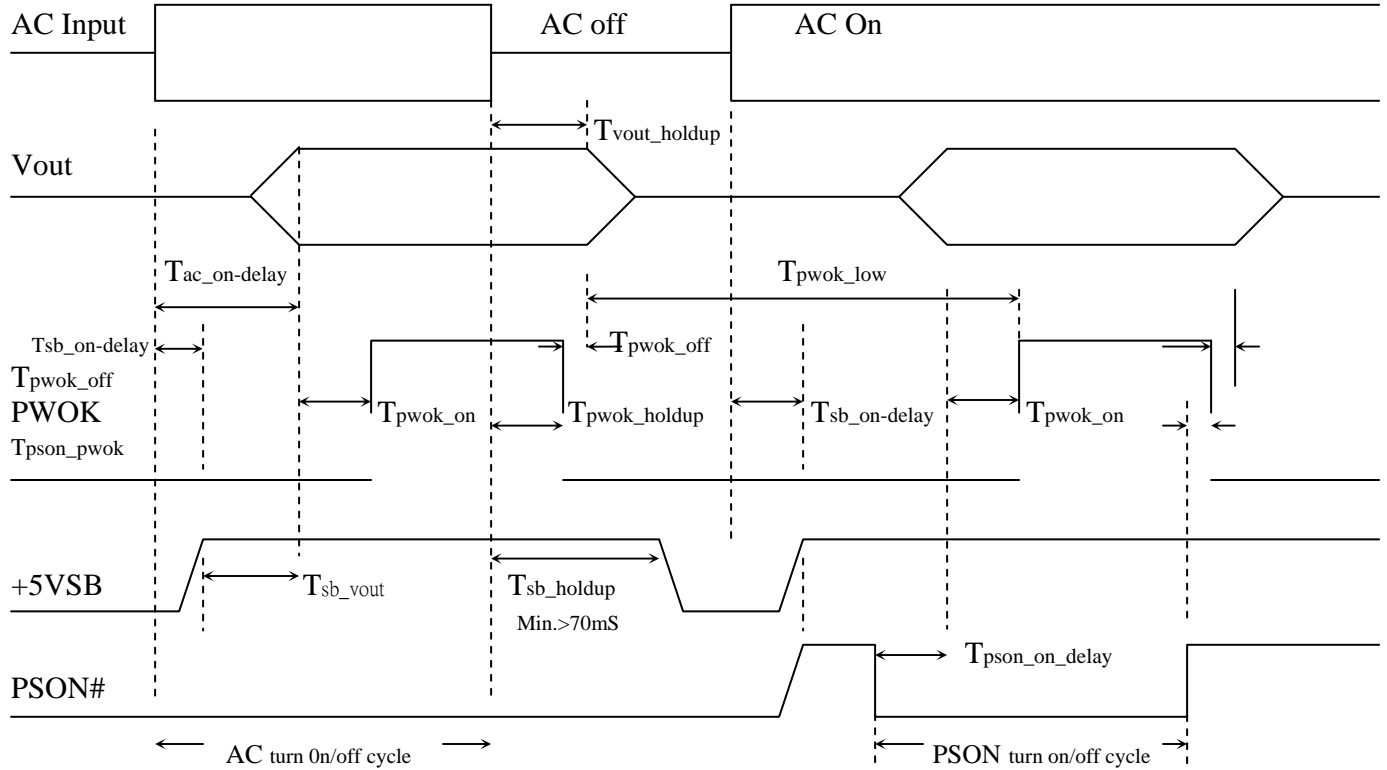 AC Input
AC off
AC On
Tvout_holdup
Vout
Tac_on-delay
Tpwok_low
Tsb_on-delay
Tpwok_off
Tpwok_off
PWOK
Tpwok_on
Tpwok_holdup
Tsb_on-delay
Tpwok_on
Tpson_pwok
+5VSB
Tsb_vout
Tsb_holdup
Min.>70mS
PSON#
Tpson_on_delay
AC turn 0n/off cycle
PSON turn on/off cycle